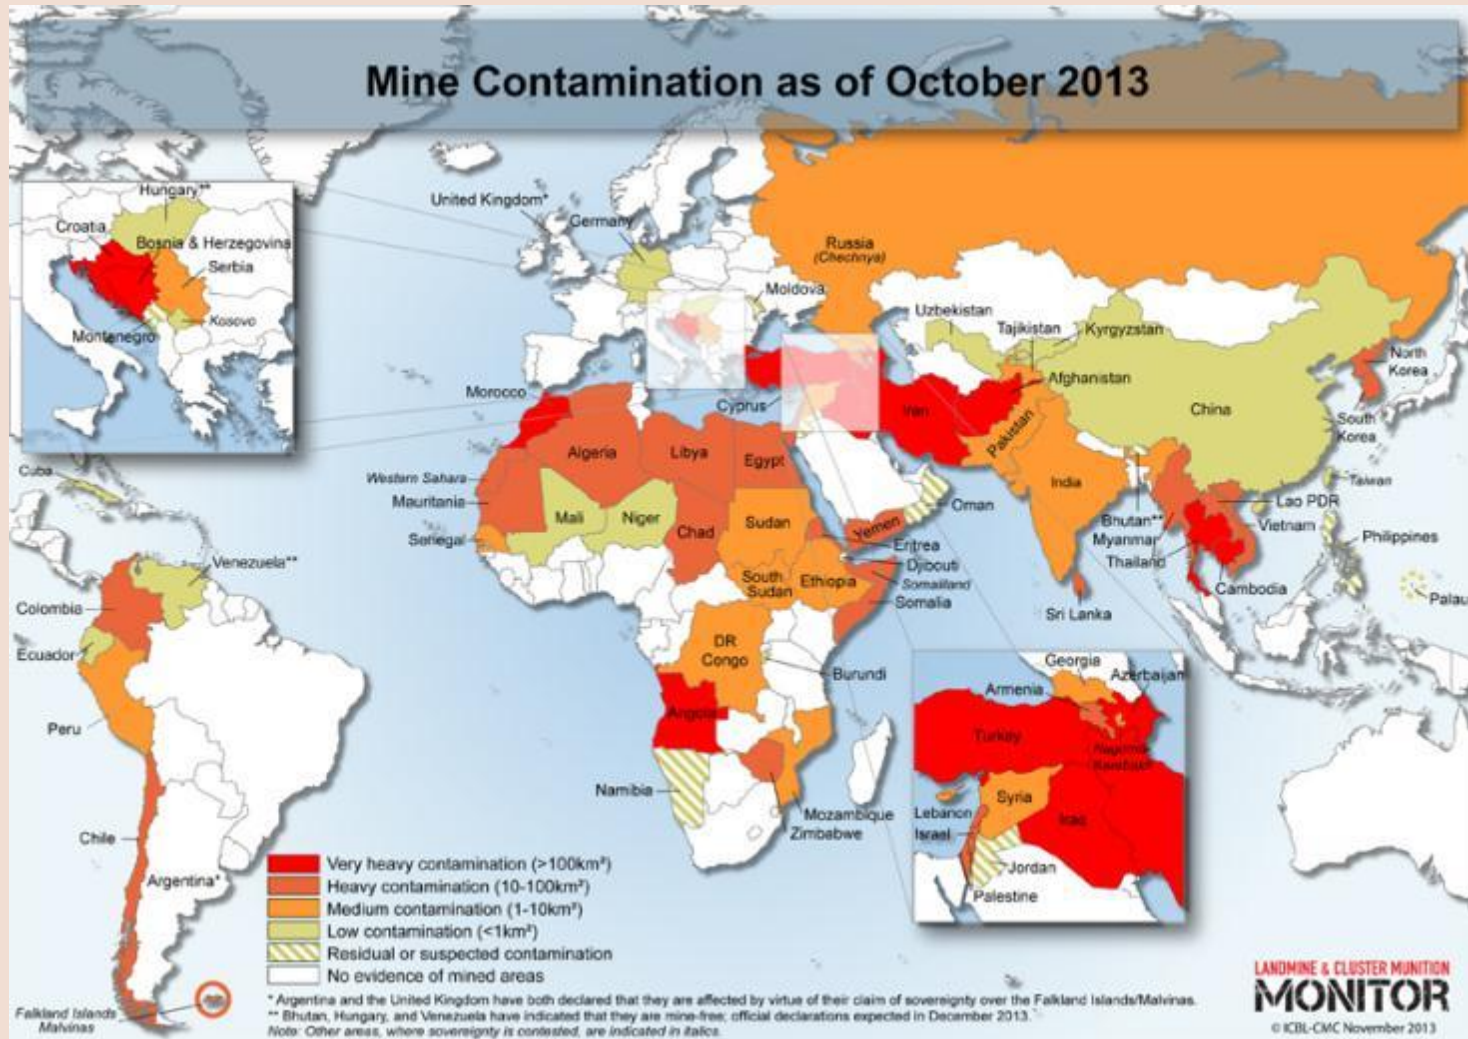 Mine Contamination as of October 2013
Hungary**
Croatia
Bosnia & Herzegovina
Serbia
Kosovo
Montenegro
United Kingdom*
Germany
Moldova
Russia
(Chechnya)
Uzbekistan
Tajikistan
Kyrgyzstan
Afghanistan
China
North
Korea
South
Korea
Taiwan
Morocco
Cyprus
Iran
Pakistan
India
Algeria
Libya
Egypt
Western Sahara
Mauritania
Mali
Niger
Chad
Sudan
Senegal
Yemen
Oman
Eritrea
Djibouti
Somaliland
Somalia
South
Sudan
Ethiopia
Bhutan**
Myanmar
Thailand
Lao PDR
Vietnam
Cambodia
Philippines
Palau
Sri Lanka
Cuba
Venezuela**
Colombia
Ecuador
Peru
Chile
Argentina*
DR
Congo
Burundi
Angola
Namibia
Mozambique
Zimbabwe
Georgia
Azerbaijan
Armenia
Turkey
Nagorno-
Karabakh
Syria
Lebanon
Israel
Iraq
Jordan
Palestine
Very heavy contamination (>100km²)
Heavy contamination (10-100km²)
Medium contamination (1-10km²)
Low contamination (<1km²)
Residual or suspected contamination
No evidence of mined areas
Falkland Islands
Malvinas
* Argentina and the United Kingdom have both declared that they are affected by virtue of their claim of sovereignty over the Falkland Islands/Malvinas.
** Bhutan, Hungary, and Venezuela have indicated that they are mine-free; official declarations expected in December 2013.
Note: Other areas, where sovereignty is contested, are indicated in italics.
LANDMINE & CLUSTER MUNITION
MONITOR
© ICBL-CMC November 2013